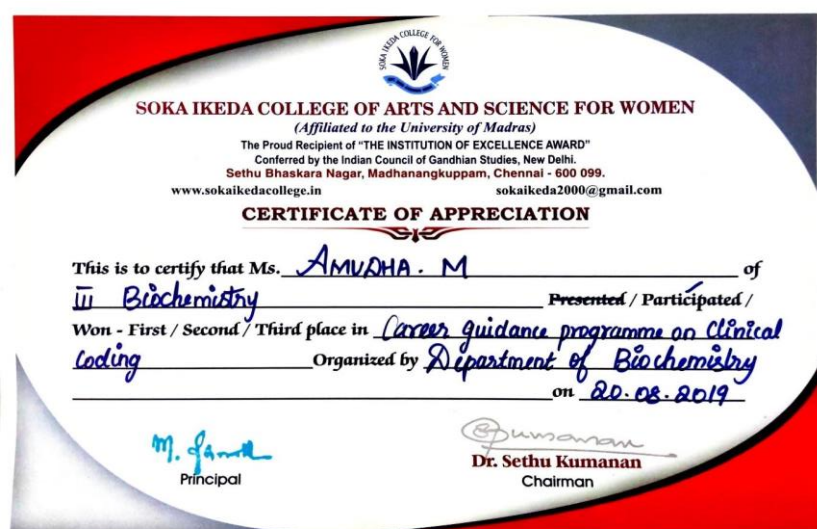 SOKA IKEDA COLLEGE FOR WOMEN
SOKA IKEDA COLLEGE OF ARTS AND SCIENCE FOR WOMEN
(Affiliated to the University of Madras)
The Proud Recipient of "THE INSTITUTION OF EXCELLENCE AWARD"
Conferred by the Indian Council of Gandhian Studies, New Delhi.
Sethu Bhaskara Nagar, Madhanangkuppam, Chennai - 600 099.
www.sokaikedacollege.in sokaikeda2000@gmail.com
CERTIFICATE OF APPRECIATION
This is to certify that Ms. AMUDHA. M of
III Biochemistry Presented / Participated /
Won - First / Second / Third place in Career guidance programme on Clinical
Coding Organized by Department of Biochemistry
on 20.08.2019
Principal
Dr. Sethu Kumanan
Chairman